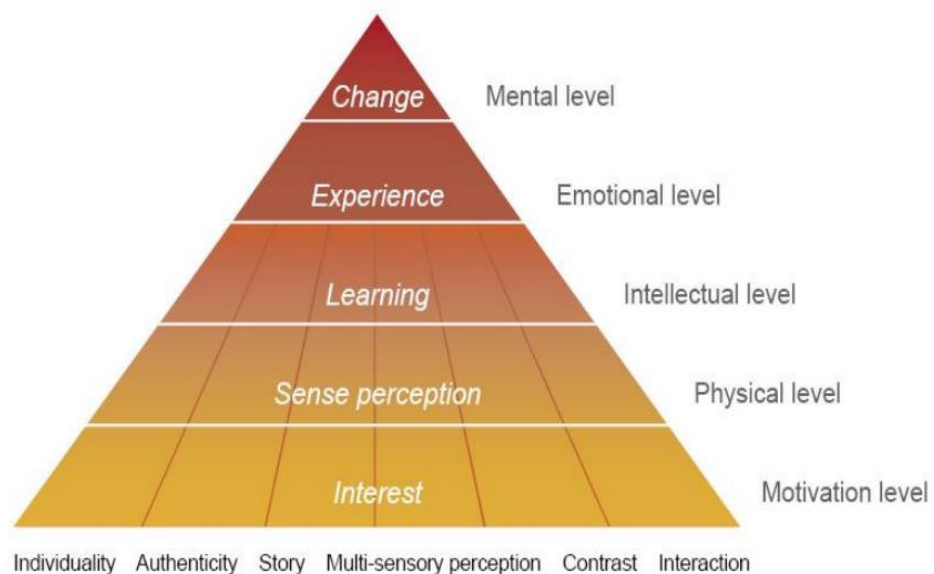 Change Mental level
Experience Emotional level
Learning Intellectual level
Sense perception Physical level
Interest Motivation level
Individuality Authenticity Story Multi-sensory perception Contrast Interaction